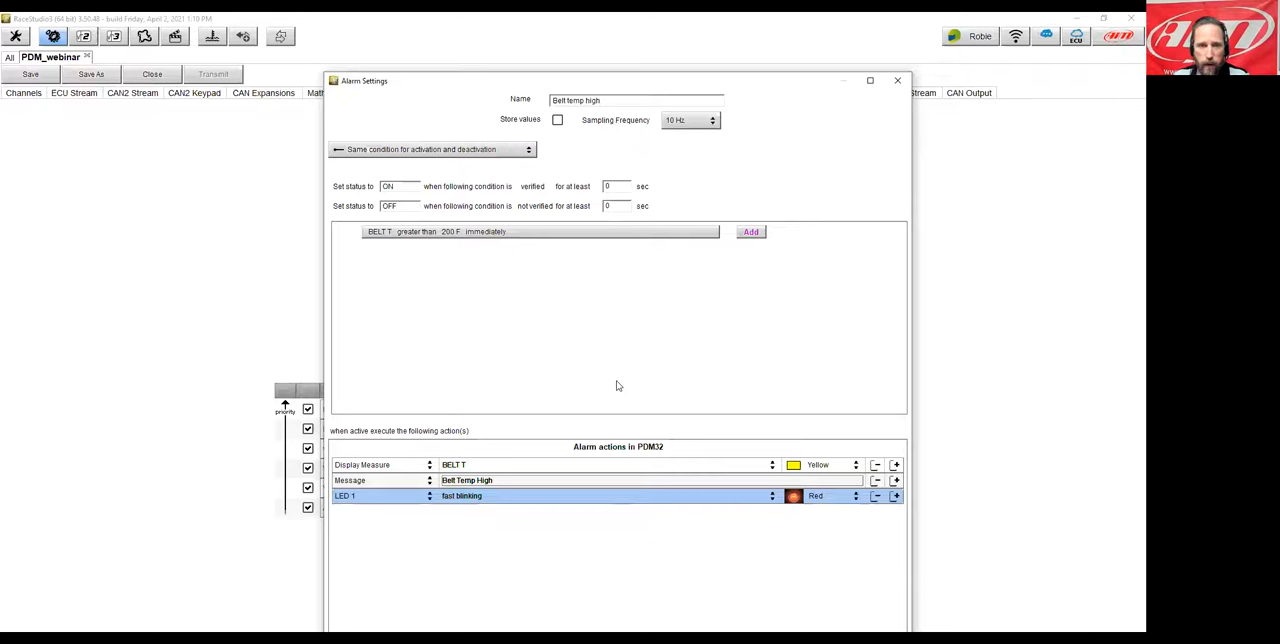 RaceStudio3 (64 bit) 3.50.48 - build Friday, April 2, 2021 1:10 PM
Robie ECU AiM
All PDM_webinar
Save Save As Close Transmit
Channels ECU Stream CAN2 Stream CAN2 Keypad CAN Expansions Mat Stream CAN Output
Alarm Settings
Name Belt temp high
Store values Sampling Frequency 10 Hz
Same condition for activation and deactivation
Set status to ON when following condition is verified for at least 0 sec
Set status to OFF when following condition is not verified for at least 0 sec
BELT T greater than 200 F immediately Add
priority
when active execute the following action(s)
Alarm actions in PDM32
Display Measure BELT T Yellow
Message Belt Temp High
LED 1 fast blinking Red